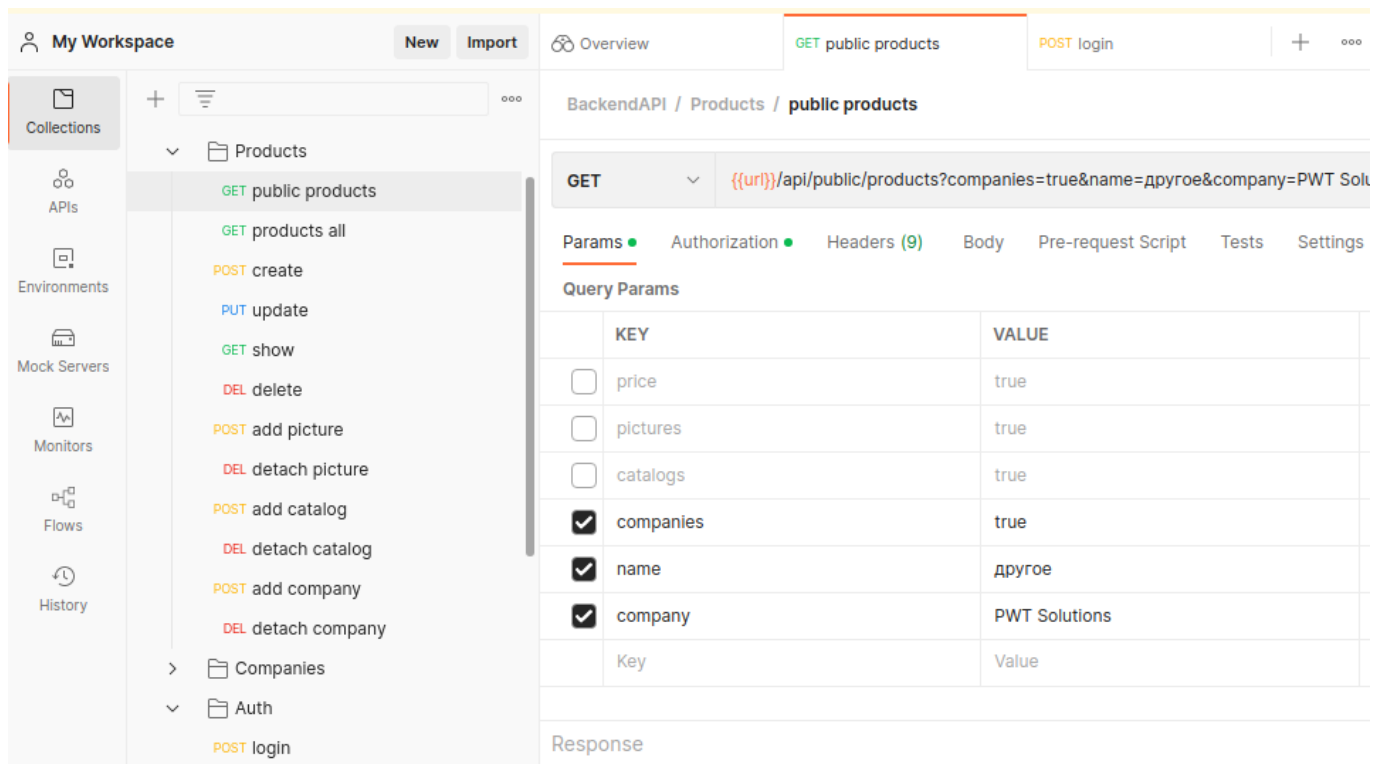 My Workspace
New
Import
Overview
GET public products
POST login
Collections
APIs
Environments
Mock Servers
Monitors
Flows
History
Products
GET public products
GET products all
POST create
PUT update
GET show
DEL delete
POST add picture
DEL detach picture
POST add catalog
DEL detach catalog
POST add company
DEL detach company
Companies
Auth
POST login
BackendAPI / Products / public products
GET
{{url}}/api/public/products?companies=true&name=другое&company=PWT Solu
Params
Authorization
Headers (9)
Body
Pre-request Script
Tests
Settings
Query Params
KEY VALUE
price true
pictures true
catalogs true
companies true
name другое
company PWT Solutions
Key Value
Response